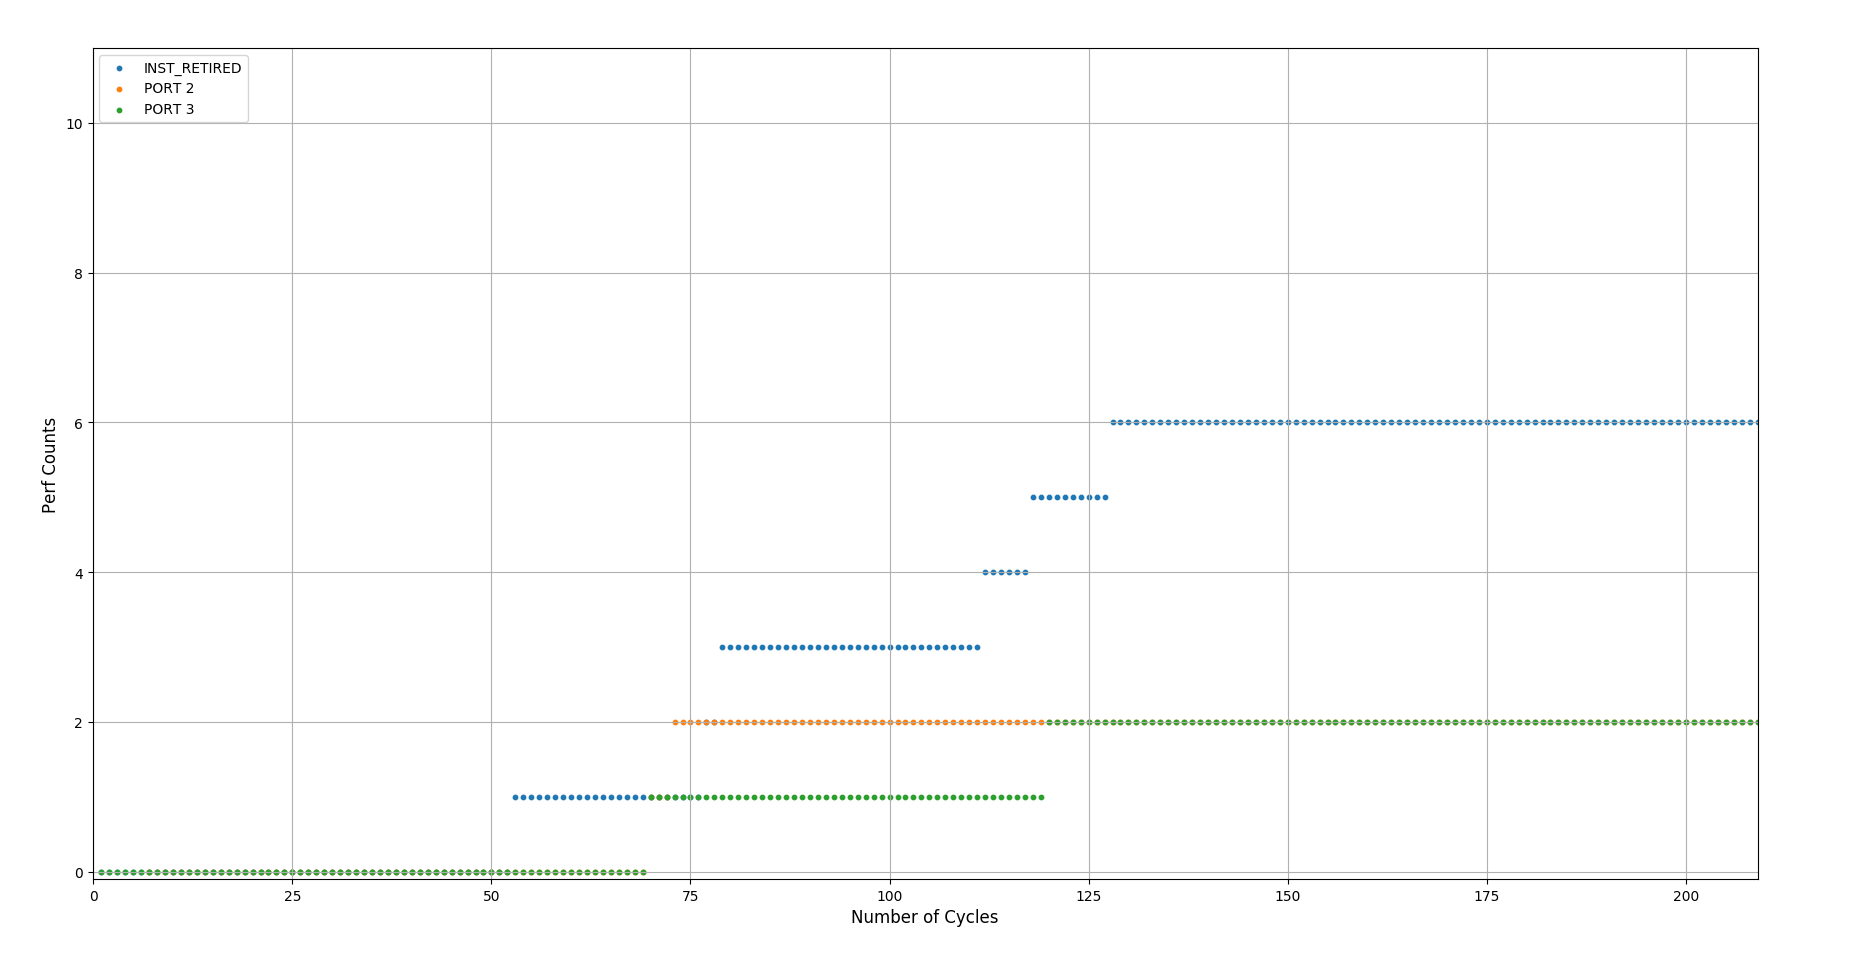 INST_RETIRED
PORT 2
PORT 3
10
8
6
4
2
0
Perf Counts
0 25 50 75 100 125 150 175 200
Number of Cycles